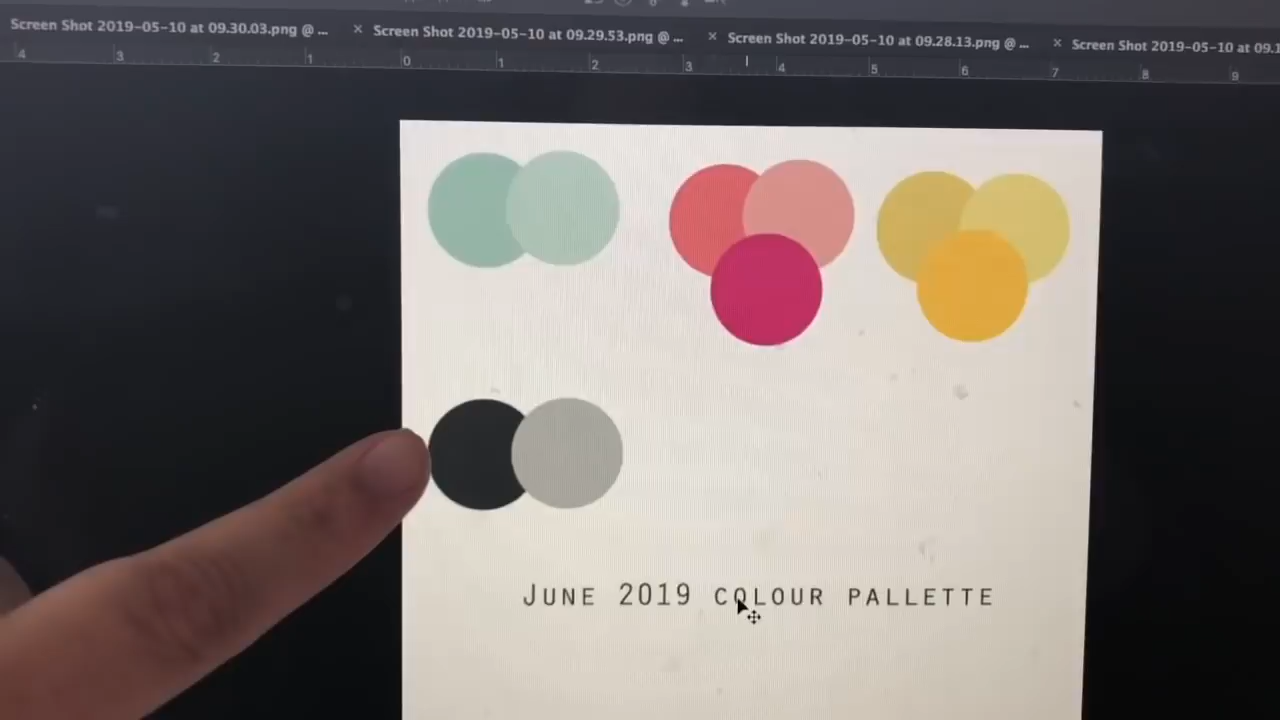 Screen Shot 2019-05-10 at 09.30.03.png @ ... × Screen Shot 2019-05-10 at 09.29.53.png @ ... × Screen Shot 2019-05-10 at 09.28.13.png @ ... × Screen Shot 2019-05-10 at 09.1
4 3 2 1 0 1 2 3 4 5 6 7 8 9
June 2019 colour pallette